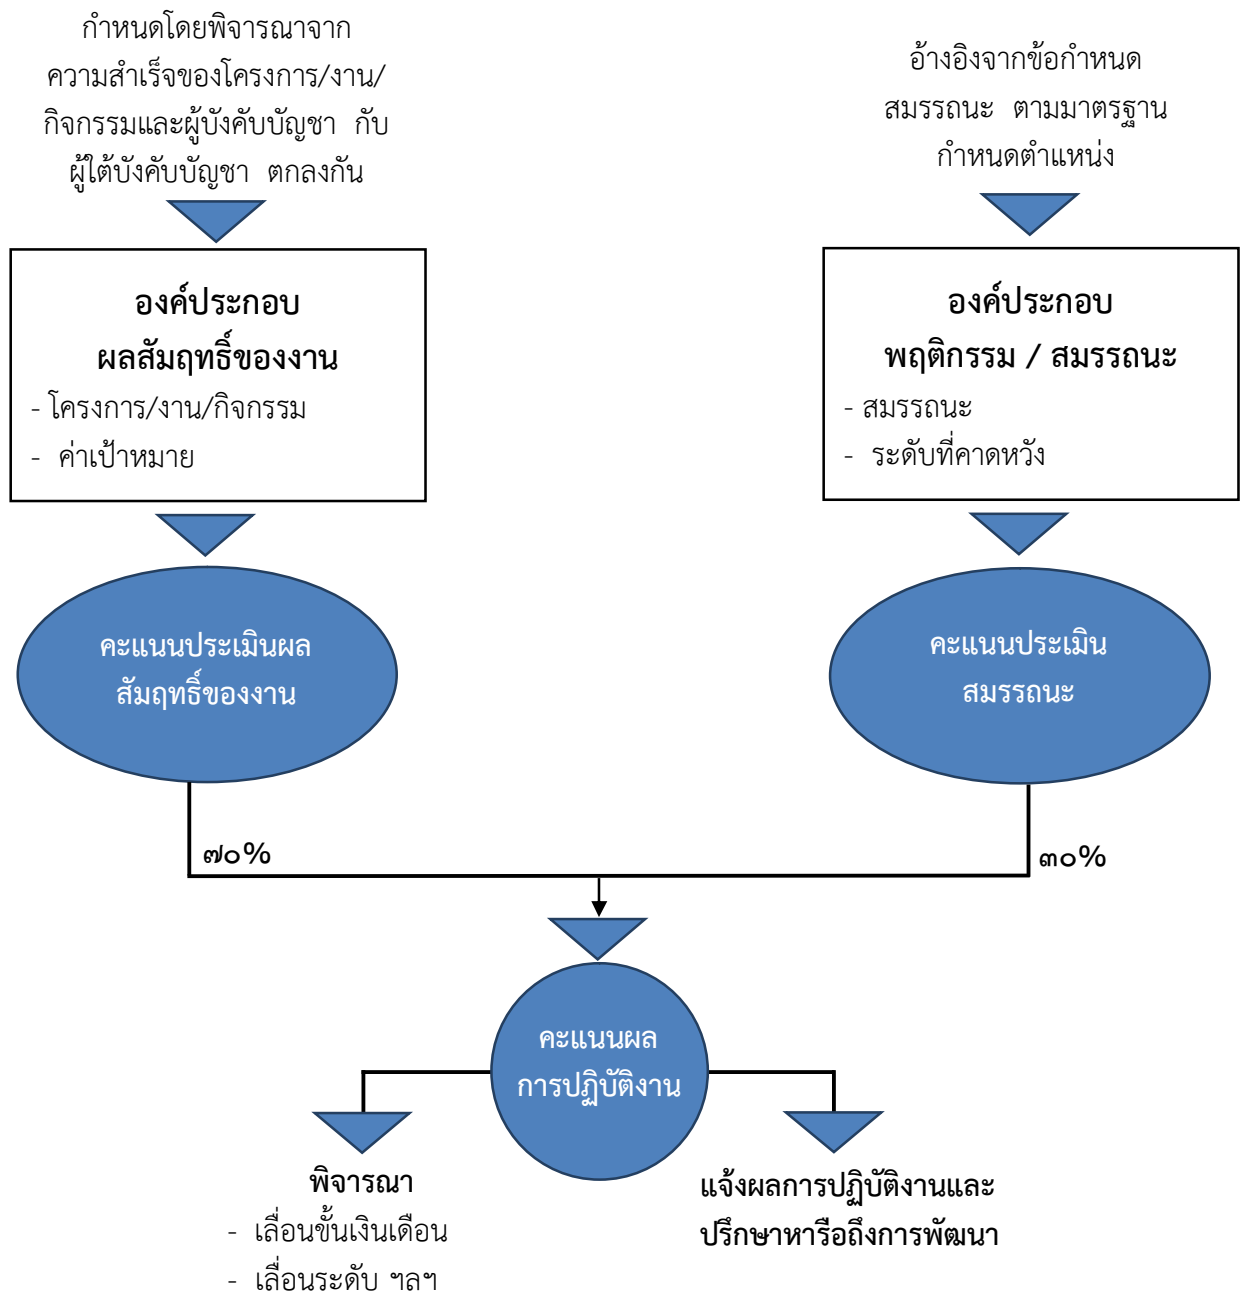 กำหนดโดยพิจารณาจาก
ความสำเร็จของโครงการ/งาน/
กิจกรรมและผู้บังคับบัญชา กับ
ผู้ใต้บังคับบัญชา ตกลงกัน
อ้างอิงจากข้อกำหนด
สมรรถนะ ตามมาตรฐาน
กำหนดตำแหน่ง
องค์ประกอบ
ผลสัมฤทธิ์ของงาน
- โครงการ/งาน/กิจกรรม
- ค่าเป้าหมาย
องค์ประกอบ
พฤติกรรม / สมรรถนะ
- สมรรถนะ
- ระดับที่คาดหวัง
คะแนนประเมินผล
สัมฤทธิ์ของงาน
คะแนนประเมิน
สมรรถนะ
๗๐%
๓๐%
คะแนนผล
การปฏิบัติงาน
พิจารณา
- เลื่อนขั้นเงินเดือน
- เลื่อนระดับ ฯลฯ
แจ้งผลการปฏิบัติงานและ
ปรึกษาหารือถึงการพัฒนา